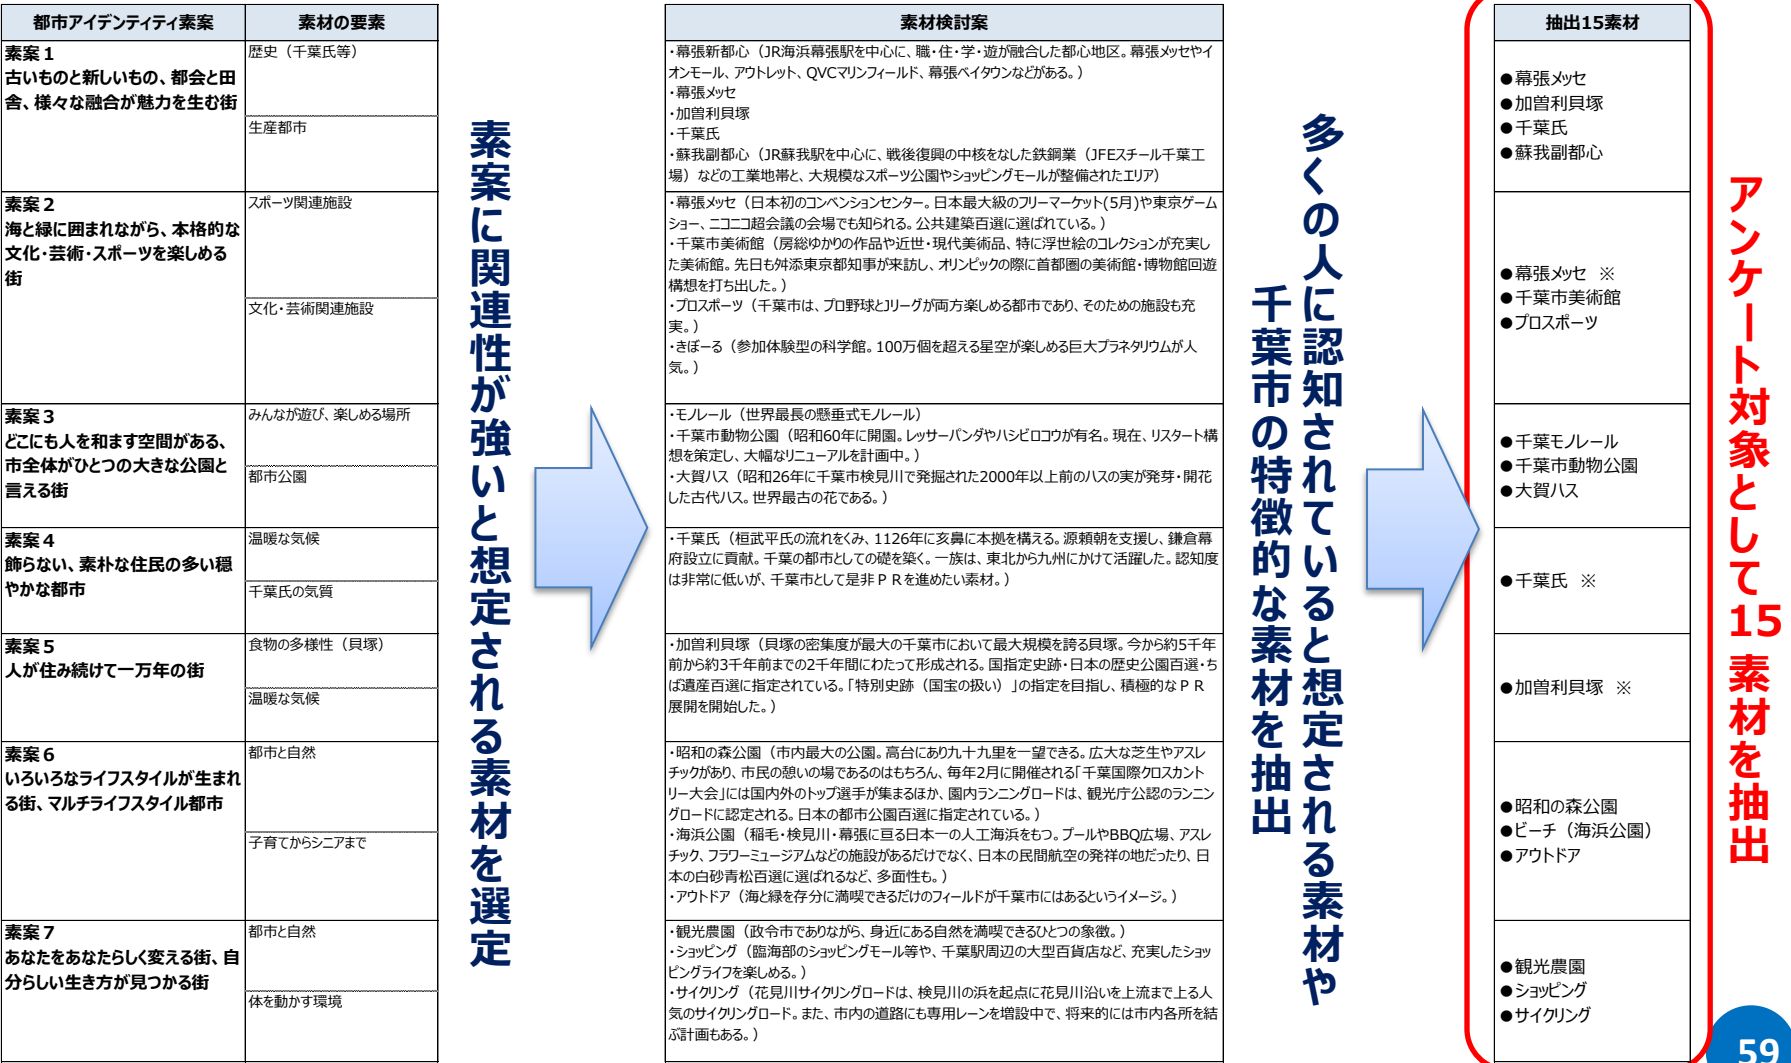 都市アイデンティティ素案
素材の要素
素案1
古いものと新しいもの、都会と田
舎、様々な融合が魅力を生む街
歴史（千葉氏等）
生産都市
素案2
海と緑に囲まれながら、本格的な
文化・芸術・スポーツを楽しめる
街
スポーツ関連施設
文化・芸術関連施設
素案3
どこにも人を和ます空間がある、
市全体がひとつの大きな公園と
言える街
みんなが遊び、楽しめる場所
都市公園
素案4
飾らない、素朴な住民の多い穏
やかな都市
温暖な気候
千葉氏の気質
素案5
人が住み続けて一万年の街
食物の多様性（貝塚）
温暖な気候
素案6
いろいろなライフスタイルが生まれ
る街、マルチライフスタイル都市
都市と自然
子育てからシニアまで
素案7
あなたをあなたらしく変える街、自
分らしい生き方が見つかる街
都市と自然
体を動かす環境
素案に関連性が強いと想定される素材を選定
素材検討案
・幕張新都心（JR海浜幕張駅を中心に、職・住・学・遊が融合した都心地区。幕張メッセやイ
オンモール、アウトレット、QVCマリンフィールド、幕張ベイタウンなどがある。）
・幕張メッセ
・加曽利貝塚
・千葉氏
・蘇我副都心（JR蘇我駅を中心に、戦後復興の中核をなした鉄鋼業（JFEスチール千葉工
場）などの工業地帯と、大規模なスポーツ公園やショッピングモールが整備されたエリア）
・幕張メッセ（日本初のコンベンションセンター。日本最大級のフリーマーケット(5月)や東京ゲーム
ショー、ニコニコ超会議の会場でも知られる。公共建築百選に選ばれている。）
・千葉市美術館（房総ゆかりの作品や近世・現代美術品、特に浮世絵のコレクションが充実し
た美術館。先日も舛添東京都知事が来訪し、オリンピックの際に首都圏の美術館・博物館回遊
構想を打ち出した。）
・プロスポーツ（千葉市は、プロ野球とJリーグが両方楽しめる都市であり、そのための施設も充
実。）
・きぼーる（参加体験型の科学館。100万個を超える星空が楽しめる巨大プラネタリウムが人
気。）
・モノレール（世界最長の懸垂式モノレール）
・千葉市動物公園（昭和60年に開園。レッサーパンダやハシビロコウが有名。現在、リスタート構
想を策定し、大幅なリニューアルを計画中。）
・大賀ハス（昭和26年に千葉市検見川で発掘された2000年以上前のハスの実が発芽・開花
した古代ハス。世界最古の花である。）
・千葉氏（桓武平氏の流れをくみ、1126年に亥鼻に本拠を構える。源頼朝を支援し、鎌倉幕
府設立に貢献。千葉の都市としての礎を築く。一族は、東北から九州にかけて活躍した。認知度
は非常に低いが、千葉市として是非ＰＲを進めたい素材。）
・加曽利貝塚（貝塚の密集度が最大の千葉市において最大規模を誇る貝塚。今から約5千年
前から約3千年前までの2千年間にわたって形成される。国指定史跡・日本の歴史公園百選・ち
ば遺産百選に指定されている。「特別史跡（国宝の扱い）」の指定を目指し、積極的なＰＲ
展開を開始した。）
・昭和の森公園（市内最大の公園。高台にあり九十九里を一望できる。広大な芝生やアスレ
チックがあり、市民の憩いの場であるのはもちろん、毎年2月に開催される「千葉国際クロスカント
リー大会」には国内外のトップ選手が集まるほか、園内ランニングロードは、観光庁公認のランニン
グロードに認定される。日本の都市公園百選に指定されている。）
・海浜公園（稲毛・検見川・幕張に亘る日本一の人工海浜をもつ。プールやBBQ広場、アスレ
チック、フラワーミュージアムなどの施設があるだけでなく、日本の民間航空の発祥の地だったり、日
本の白砂青松百選に選ばれるなど、多面性も。）
・アウトドア（海と緑を存分に満喫できるだけのフィールドが千葉市にはあるというイメージ。）
・観光農園（政令市でありながら、身近にある自然を満喫できるひとつの象徴。）
・ショッピング（臨海部のショッピングモール等や、千葉駅周辺の大型百貨店など、充実したショッ
ピングライフを楽しめる。）
・サイクリング（花見川サイクリングロードは、検見川の浜を起点に花見川沿いを上流まで上る人
気のサイクリングロード。また、市内の道路にも専用レーンを増設中で、将来的には市内各所を結
ぶ計画もある。）
多くの人に認知されていると想定される素材や
千葉市の特徴的な素材を抽出
抽出15素材
●幕張メッセ
●加曽利貝塚
●千葉氏
●蘇我副都心
●幕張メッセ ※
●千葉市美術館
●プロスポーツ
●千葉モノレール
●千葉市動物公園
●大賀ハス
●千葉氏 ※
●加曽利貝塚 ※
●昭和の森公園
●ビーチ（海浜公園）
●アウトドア
●観光農園
●ショッピング
●サイクリング
アンケート対象として15素材を抽出
59